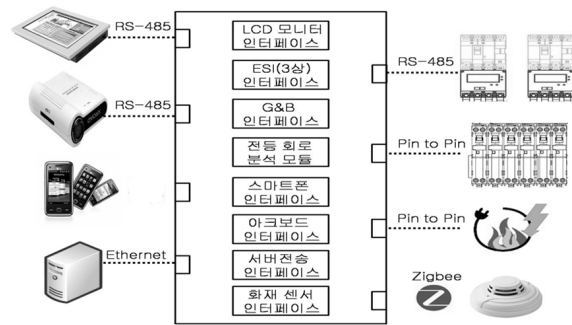 RS-485
RS-485
Ethernet
LCD 모니터
인터페이스
ESI(3상)
인터페이스
G&B
인터페이스
전등 회로
분석 모듈
스마트폰
인터페이스
아크보드
인터페이스
서버전송
인터페이스
화재 센서
인터페이스
RS-485
Pin to Pin
Pin to Pin
Zigbee